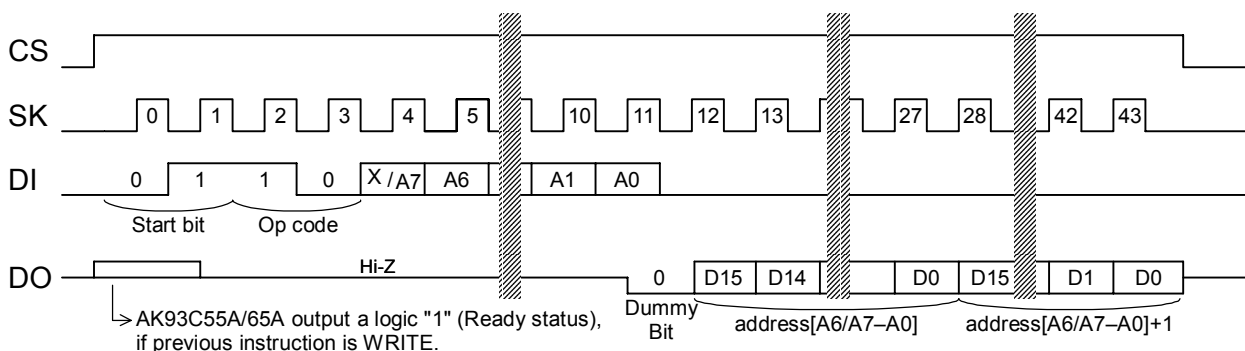 CS
SK 0 1 2 3 4 5 10 11 12 13 27 28 42 43
DI 0 1 1 0 X/A7 A6 A1 A0
Start bit Op code
DO Hi-Z 0 D15 D14 D0 D15 D1 D0
Dummy
Bit
address[A6/A7–A0] address[A6/A7–A0]+1
AK93C55A/65A output a logic "1" (Ready status),
if previous instruction is WRITE.